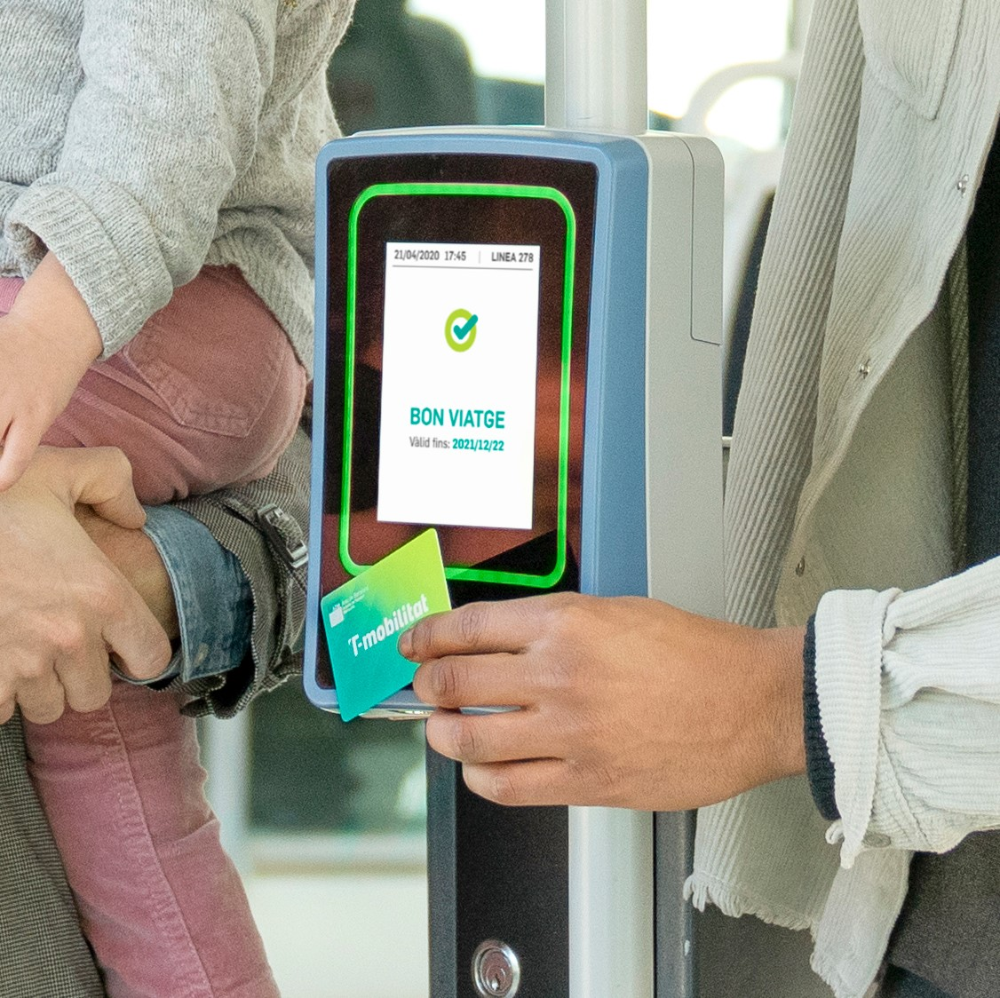 21/04/2020 17:45 | LINEA 278
BON VIATGE
Vàlid fins: 2021/12/22
T-mobilitat